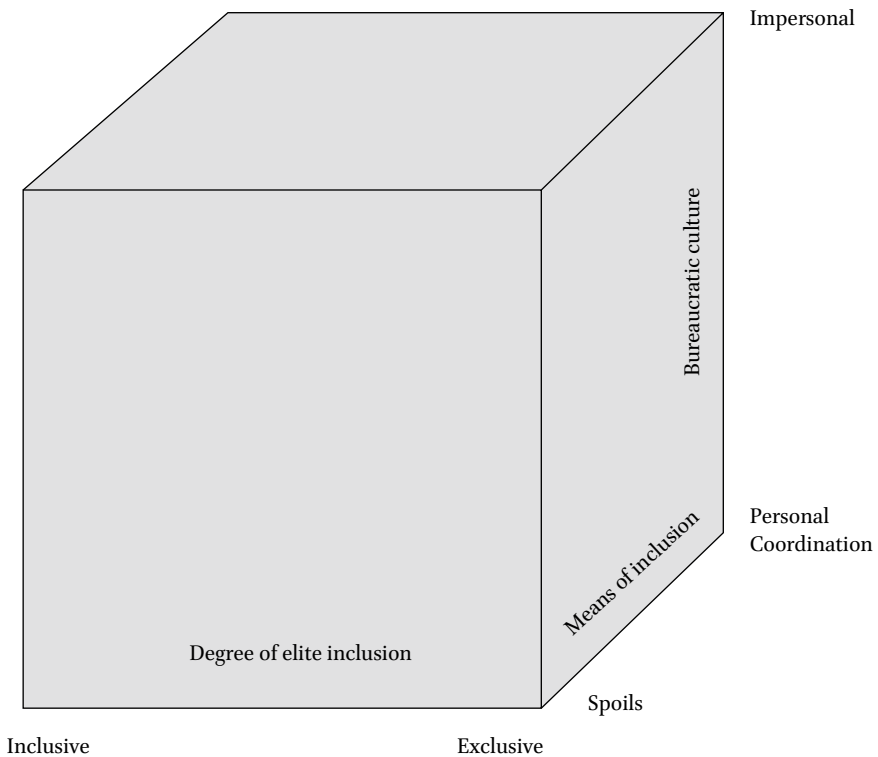 Impersonal
Bureaucratic culture
Personal
Coordination
Means of inclusion
Degree of elite inclusion
Spoils
Inclusive
Exclusive